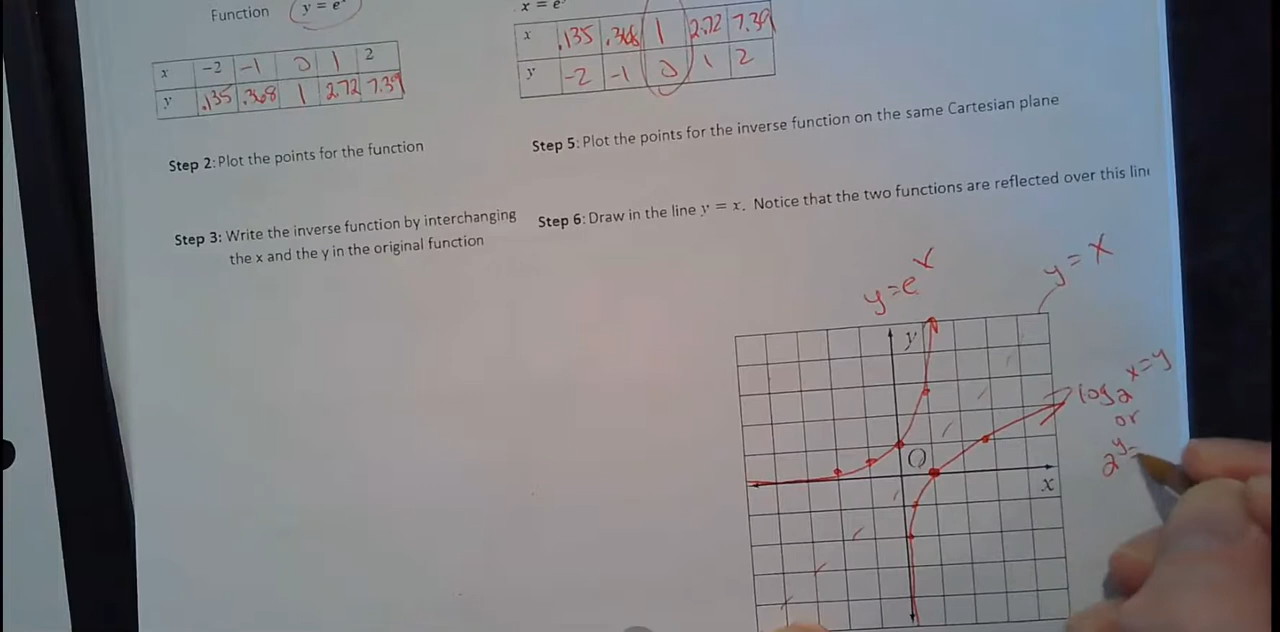 Function y = eˣ
x = e
x -2 -1 0 1 2
y .135 .368 1 2.72 7.39
x .135 .368 1 2.72 7.39
y -2 -1 0 1 2
Step 2: Plot the points for the function
Step 5: Plot the points for the inverse function on the same Cartesian plane
Step 3: Write the inverse function by interchanging
the x and the y in the original function
Step 6: Draw in the line y = x. Notice that the two functions are reflected over this line
y=eˣ
y=x
y
log₂x=y
or
2ʸ=
O
x